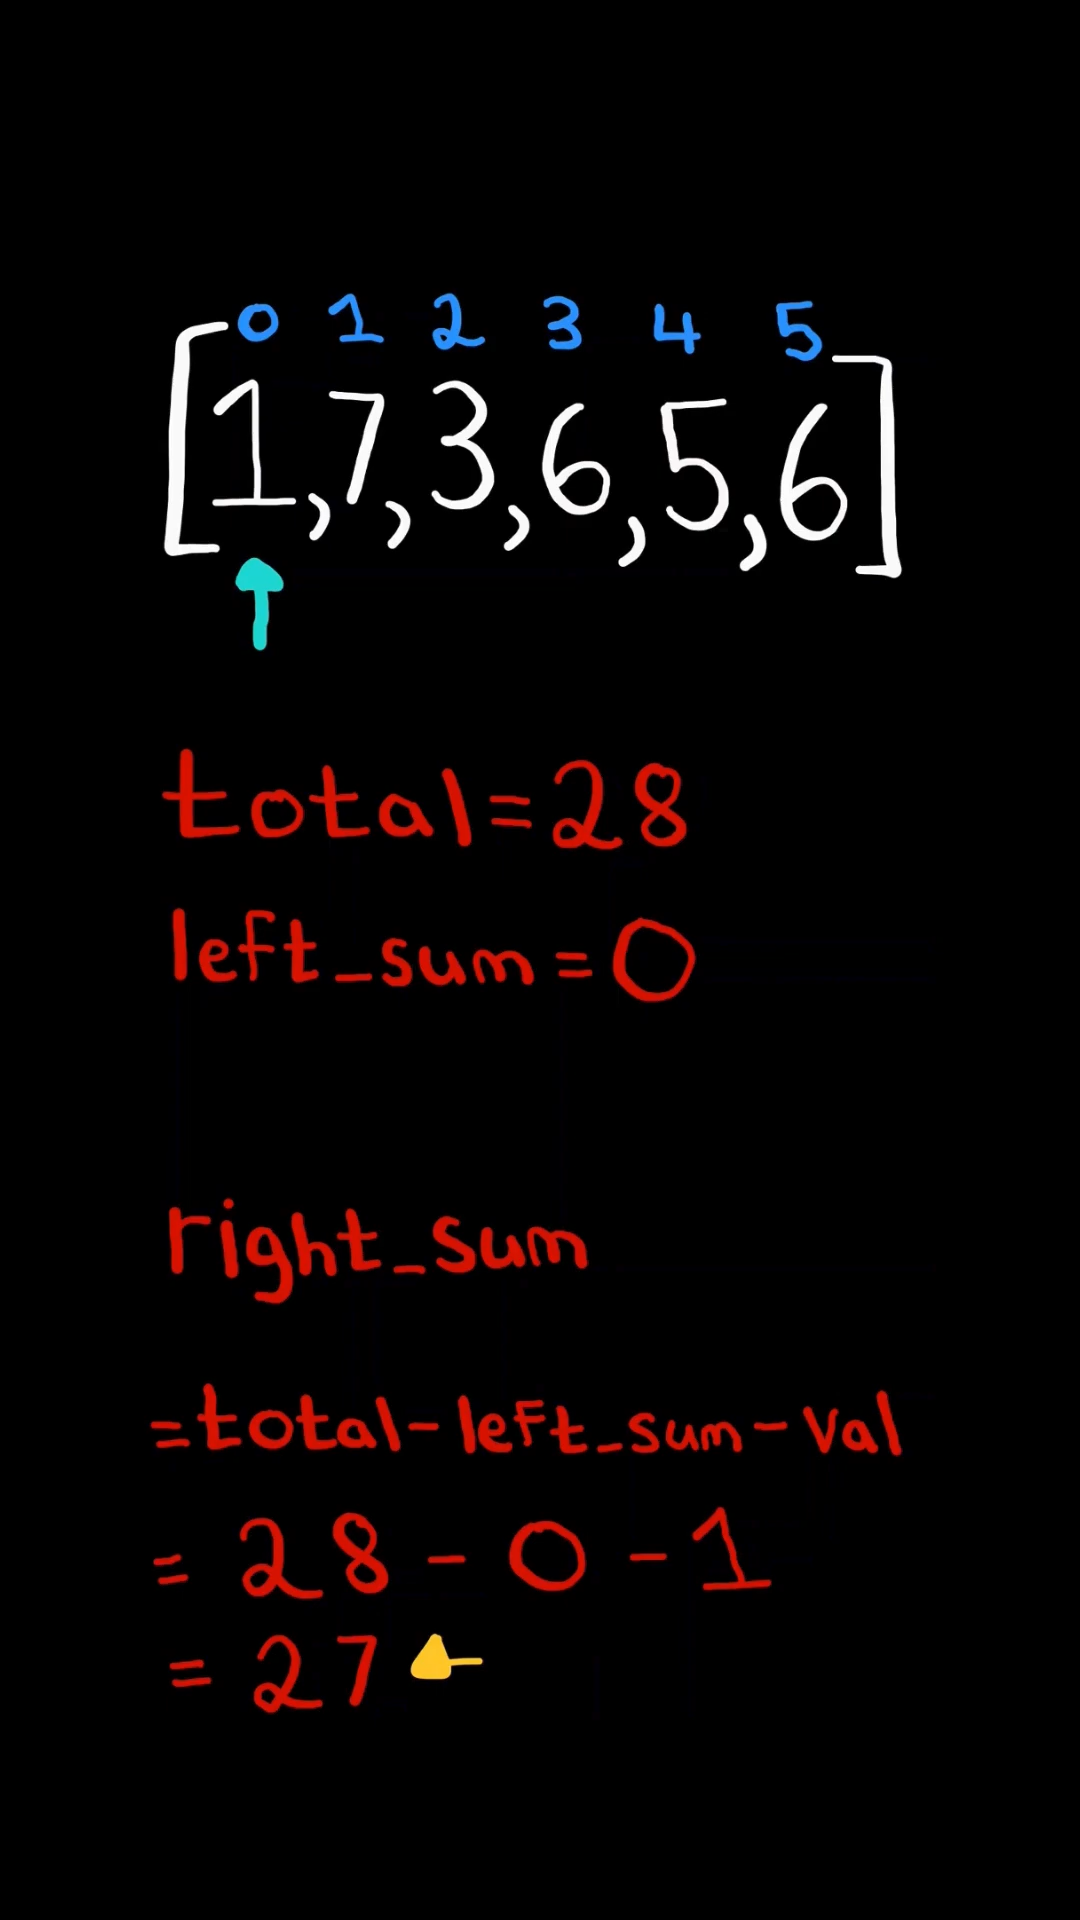 0 1 2 3 4 5
[1,7,3,6,5,6]
total=28
left_sum=0
right_sum
=total-left_sum-val
= 28 - 0 - 1
= 27